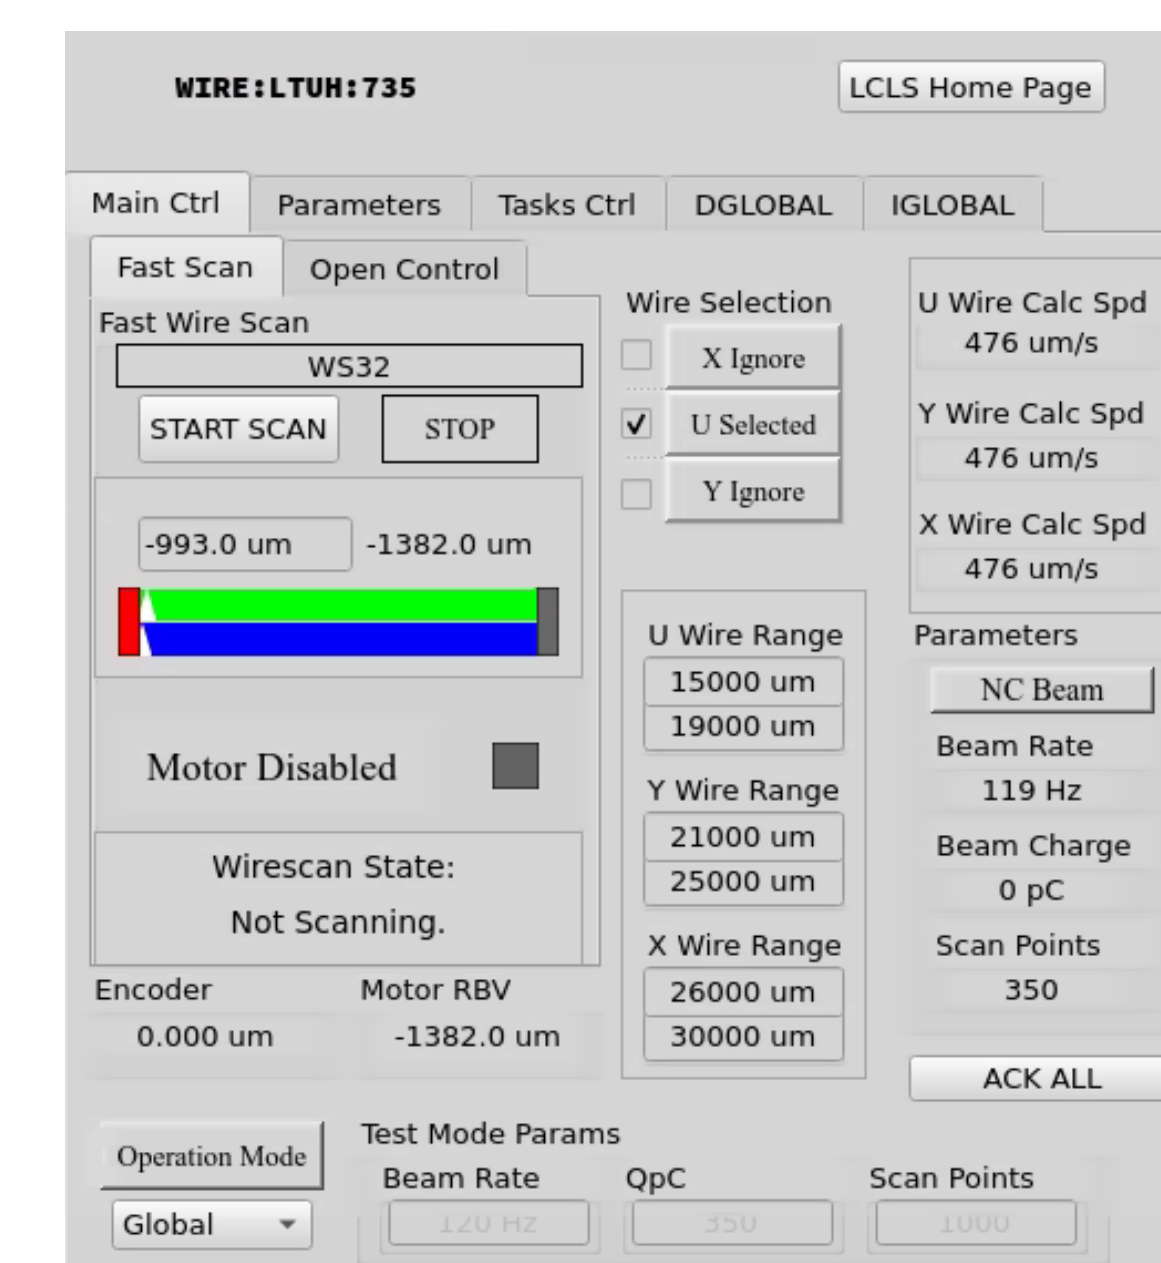 WIRE:LTUH:735
LCLS Home Page
Main Ctrl
Parameters
Tasks Ctrl
DGLOBAL
IGLOBAL
Fast Scan
Open Control
Fast Wire Scan
WS32
START SCAN
STOP
-993.0 um
-1382.0 um
Motor Disabled
Wirescan State:
Not Scanning.
Encoder
Motor RBV
0.000 um
-1382.0 um
Wire Selection
X Ignore
U Selected
Y Ignore
U Wire Range
15000 um
19000 um
Y Wire Range
21000 um
25000 um
X Wire Range
26000 um
30000 um
U Wire Calc Spd
476 um/s
Y Wire Calc Spd
476 um/s
X Wire Calc Spd
476 um/s
Parameters
NC Beam
Beam Rate
119 Hz
Beam Charge
0 pC
Scan Points
350
ACK ALL
Operation Mode
Global
Test Mode Params
Beam Rate
QpC
Scan Points
120 Hz
350
1000